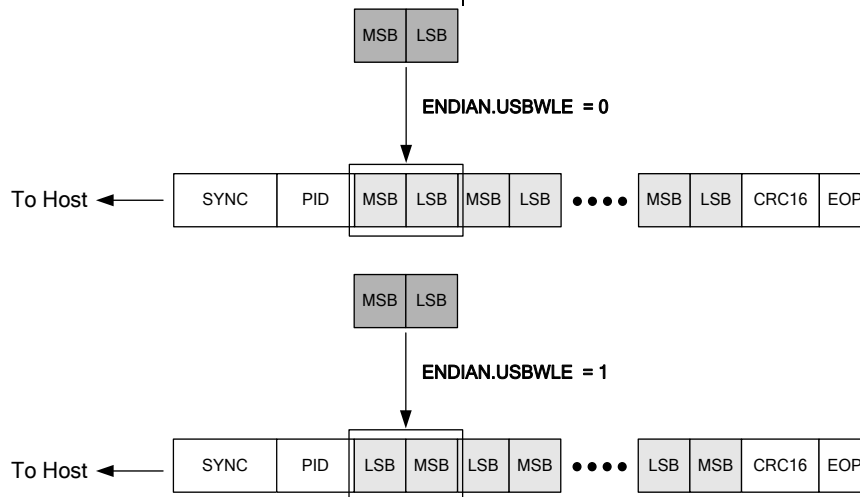 MSB LSB
ENDIAN.USBWLE = 0
To Host SYNC PID MSB LSB MSB LSB MSB LSB CRC16 EOP
MSB LSB
ENDIAN.USBWLE = 1
To Host SYNC PID LSB MSB LSB MSB LSB MSB CRC16 EOP